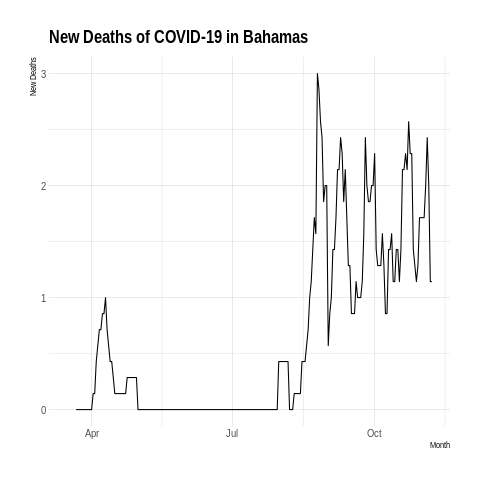 New Deaths of COVID-19 in Bahamas
New Deaths
3
2
1
0
Apr
Jul
Oct
Month